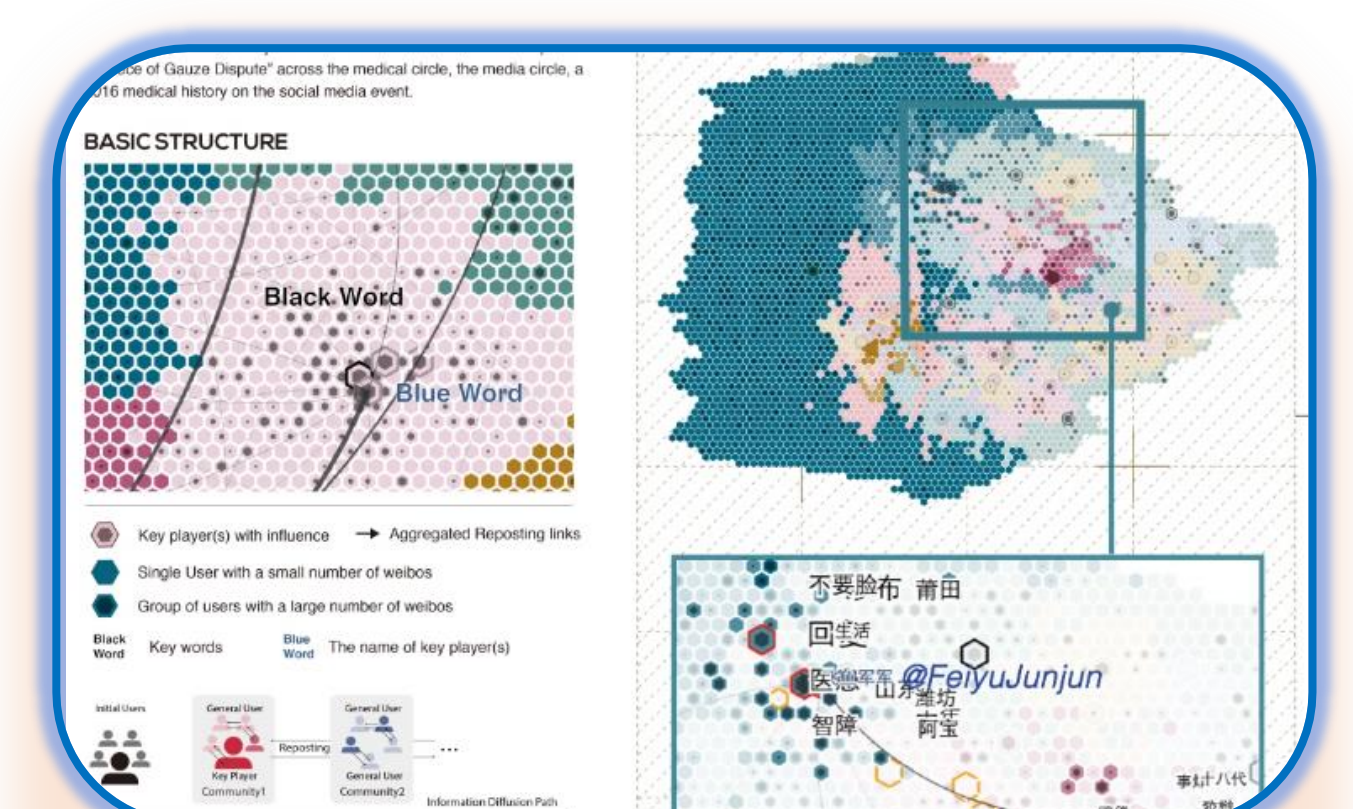 ece of Gauze Dispute" across the medical circle, the media circle, a
016 medical history on the social media event.
BASIC STRUCTURE
Black Word
Blue Word
Key player(s) with influence
Aggregated Reposting links
Single User with a small number of weibos
Group of users with a large number of weibos
Black Word
Key words
Blue Word
The name of key player(s)
Initial Users
General User
General User
Reposting
...
Key Player
General User
Community1
Community2
Information Diffusion Path
不要脸布 莆田
生活
@FeiyuJunjun
潍坊
智障
阿宝
十八代